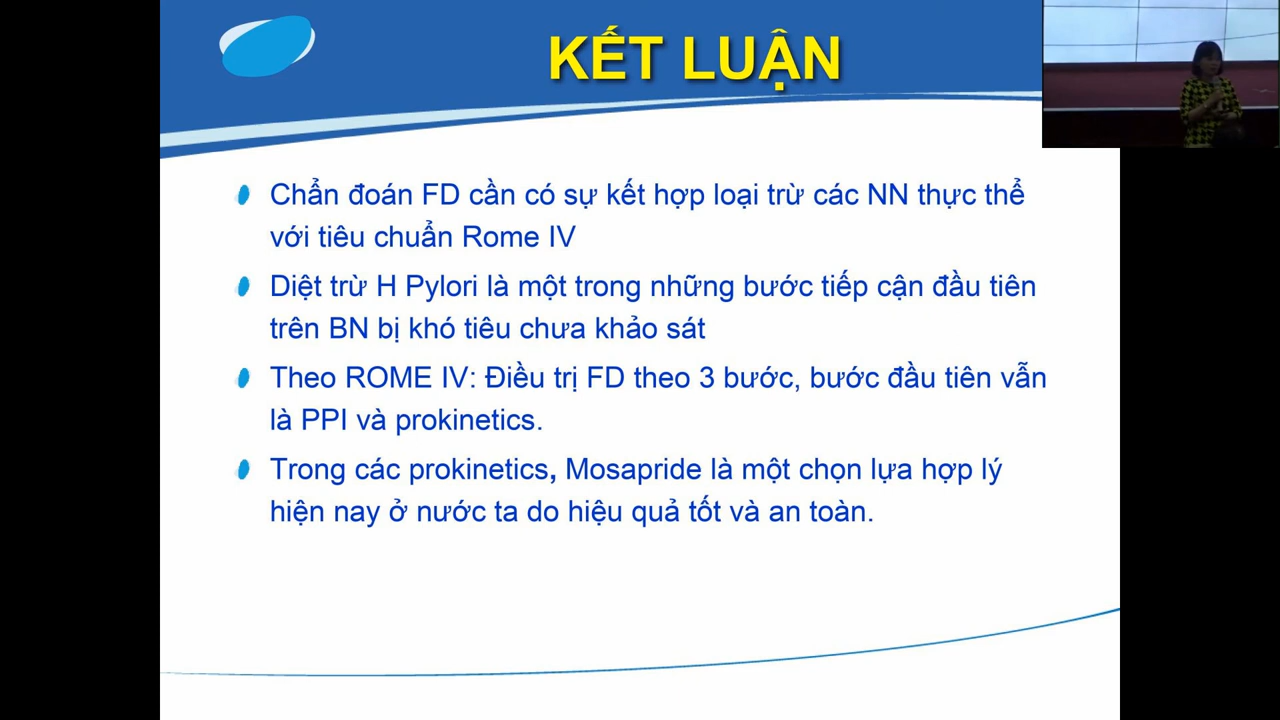 KẾT LUẬN
Chẩn đoán FD cần có sự kết hợp loại trừ các NN thực thể
với tiêu chuẩn Rome IV
Diệt trừ H Pylori là một trong những bước tiếp cận đầu tiên
trên BN bị khó tiêu chưa khảo sát
Theo ROME IV: Điều trị FD theo 3 bước, bước đầu tiên vẫn
là PPI và prokinetics.
Trong các prokinetics, Mosapride là một chọn lựa hợp lý
hiện nay ở nước ta do hiệu quả tốt và an toàn.